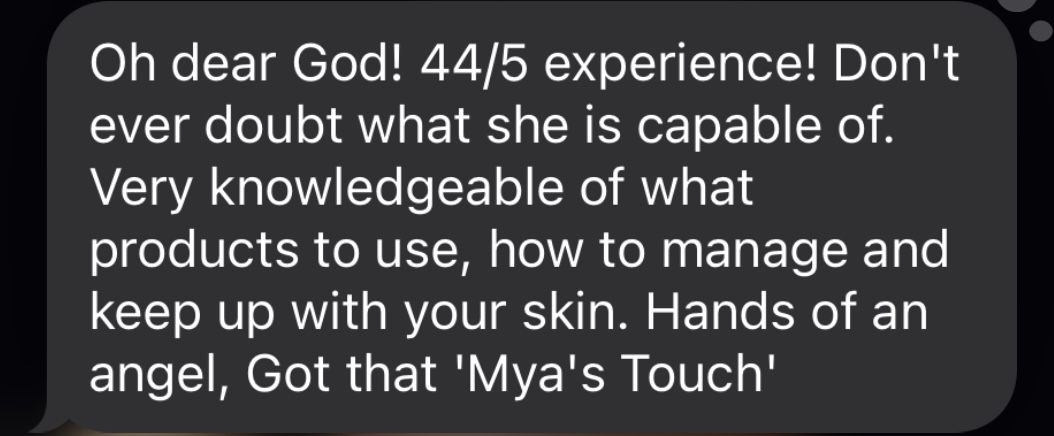 Oh dear God! 44/5 experience! Don't
ever doubt what she is capable of.
Very knowledgeable of what
products to use, how to manage and
keep up with your skin. Hands of an
angel, Got that 'Mya's Touch'